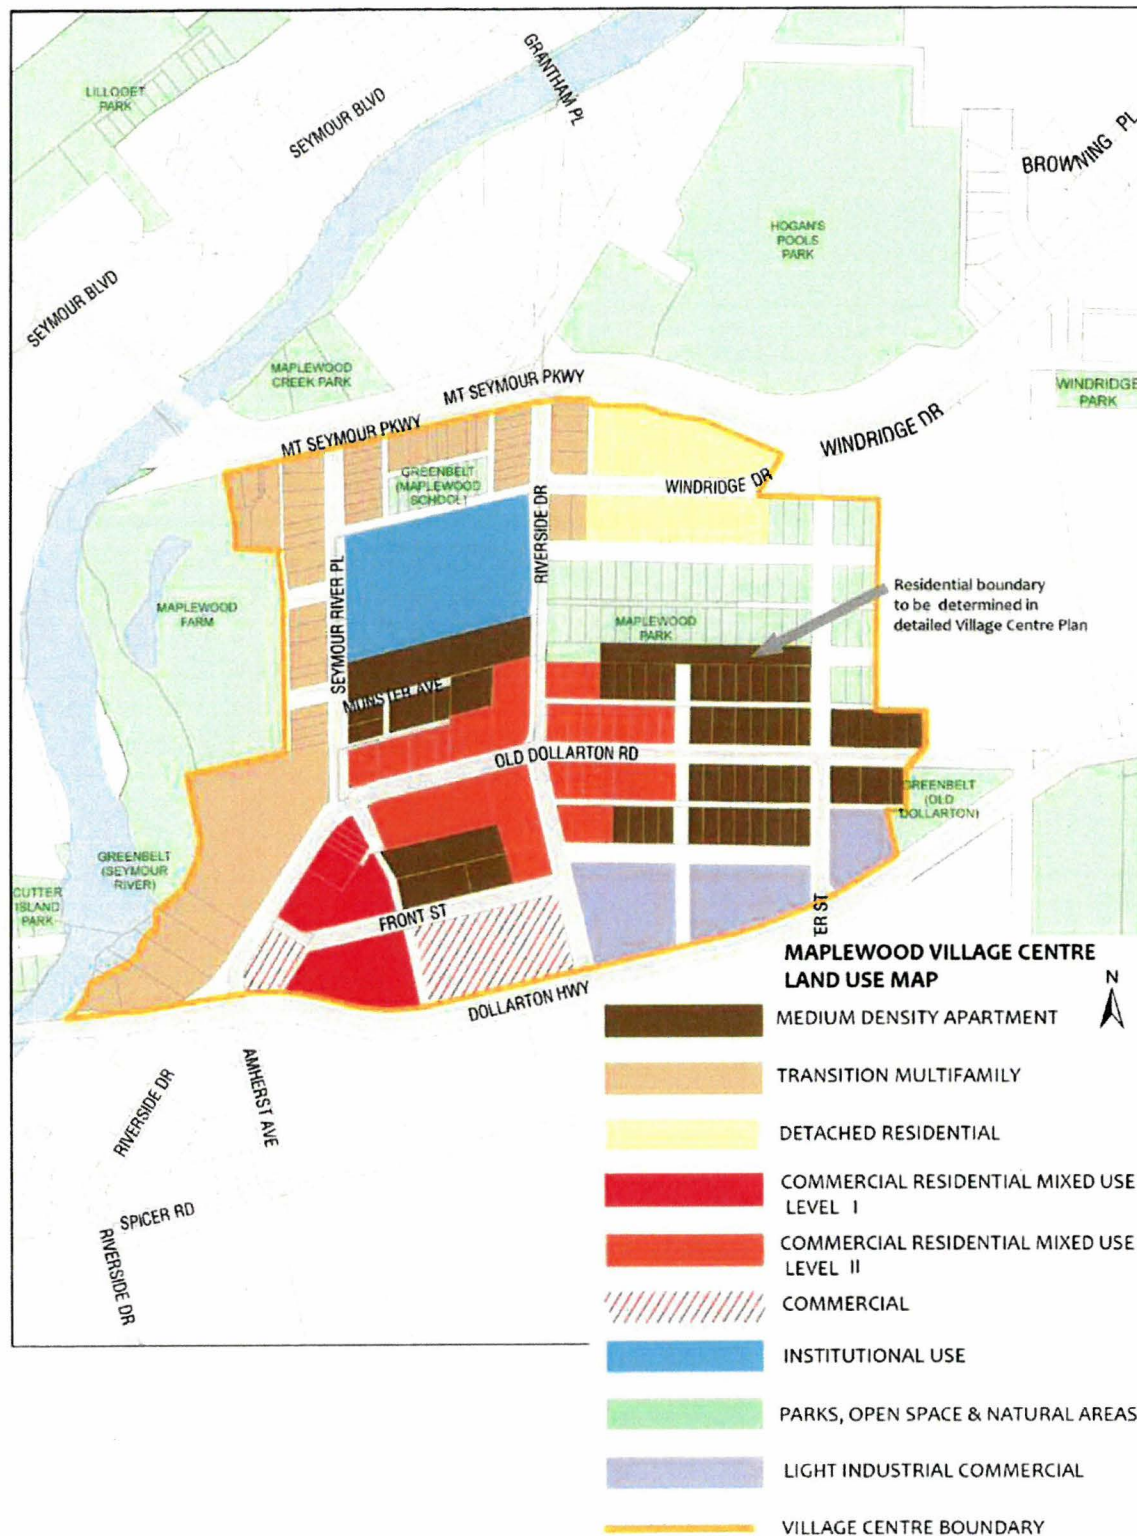 LILLOOET
PARK
SEYMOUR BLVD
GRANTHAM PL
BROWNING PL
HOGAN'S
POOLS
PARK
SEYMOUR BLVD
MAPLEWOOD
CREEK PARK
MT SEYMOUR PKWY
WINDRIDGE
PARK
MT SEYMOUR PKWY
WINDRIDGE DR
GREENBELT
(MAPLEWOOD
SCHOOL)
WINDRIDGE DR
RIVERSIDE DR
SEYMOUR RIVER PL
MAPLEWOOD
FARM
Residential boundary
to be determined in
detailed Village Centre Plan
MAPLEWOOD
PARK
MUNSTER AVE
OLD DOLLARTON RD
GREENBELT
(OLD
DOLLARTON)
GREENBELT
(SEYMOUR
RIVER)
CUTTER
ISLAND
PARK
FRONT ST
ER ST
DOLLARTON HWY
MAPLEWOOD VILLAGE CENTRE
LAND USE MAP
N
MEDIUM DENSITY APARTMENT
TRANSITION MULTIFAMILY
DETACHED RESIDENTIAL
COMMERCIAL RESIDENTIAL MIXED USE
LEVEL I
COMMERCIAL RESIDENTIAL MIXED USE
LEVEL II
COMMERCIAL
INSTITUTIONAL USE
PARKS, OPEN SPACE & NATURAL AREAS
LIGHT INDUSTRIAL COMMERCIAL
VILLAGE CENTRE BOUNDARY
RIVERSIDE DR
AMHERST AVE
SPICER RD
RIVERSIDE DR